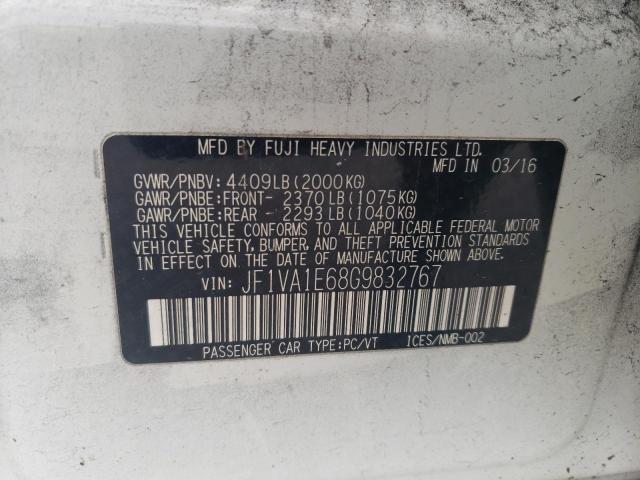 MFD BY FUJI HEAVY INDUSTRIES LTD.
MFD IN 03/16
GVWR/PNBV: 4409LB(2000KG)
GAWR/PNBE:FRONT- 2370LB(1075KG)
GAWR/PNBE:REAR - 2293LB(1040KG)
THIS VEHICLE CONFORMS TO ALL APPLICABLE FEDERAL MOTOR
VEHICLE SAFETY, BUMPER, AND THEFT PREVENTION STANDARDS
IN EFFECT ON THE DATE OF MANUFACTURE SHOWN ABOVE.
VIN: JF1VA1E68G9832767
PASSENGER CAR TYPE:PC/VT ICES/NMB-002